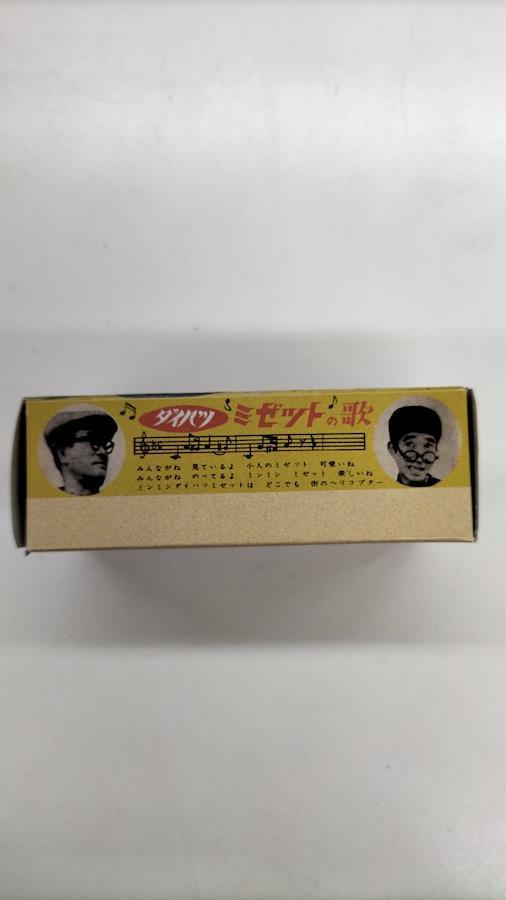 ダイハツ ミゼットの歌
みんながね 見ているよ 小人のミゼット 可愛いね
みんながね のってるよ ミンミン ミゼット 楽しいね
ミンミンダイハツミゼットは どこでも 街のヘリコプター